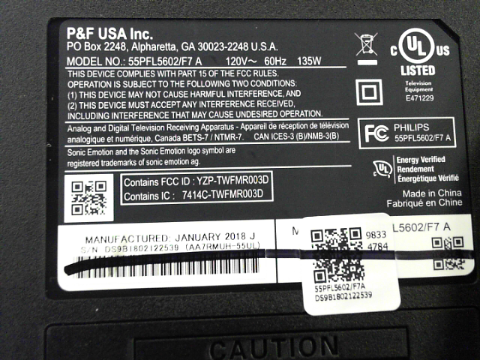 P&F USA Inc.
PO Box 2248, Alpharetta, GA 30023-2248 U.S.A.
MODEL NO.: 55PFL5602/F7 A 120V~ 60Hz 135W
THIS DEVICE COMPLIES WITH PART 15 OF THE FCC RULES.
OPERATION IS SUBJECT TO THE FOLLOWING TWO CONDITIONS:
(1) THIS DEVICE MAY NOT CAUSE HARMFUL INTERFERENCE, AND
(2) THIS DEVICE MUST ACCEPT ANY INTERFERENCE RECEIVED,
INCLUDING INTERFERENCE THAT MAY CAUSE UNDESIRED OPERATION.
Analog and Digital Television Receiving Apparatus - Appareil de réception de télévision
analogique et numérique, Canada BETS-7 / NTMR-7. CAN ICES-3 (B)/NMB-3(B)
Sonic Emotion and the Sonic Emotion logo symbol are
registered trademarks of sonic emotion ag.
Contains FCC ID : YZP-TWFMR003D
Contains IC : 7414C-TWFMR003D
C UL US
LISTED
Television
Equipment
E471229
FC PHILIPS
55PFL5602/F7 A
UL Energy Verified
Rendement
Énergétique Vérifié
Made in China
Fabriqué en Chine
MANUFACTURED: JANUARY 2018 J
S/N. DS9B1802122539 (AA7RMUH-55UL)
M
L5602/F7 A
9833
4784
55PFL5602/F7A
DS9B1802122539
CAUTION